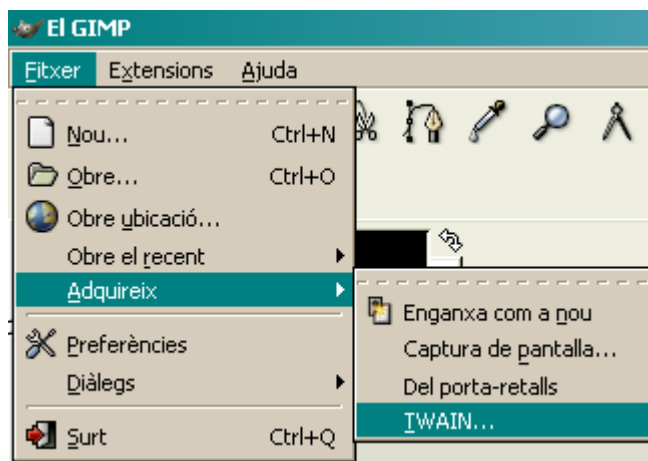 El GIMP
Fitxer Extensions Ajuda
Nou... Ctrl+N
Obre... Ctrl+O
Obre ubicació...
Obre el recent
Adquireix
Preferències
Diàlegs
Surt Ctrl+Q
Enganxa com a nou
Captura de pantalla...
Del porta-retalls
TWAIN...